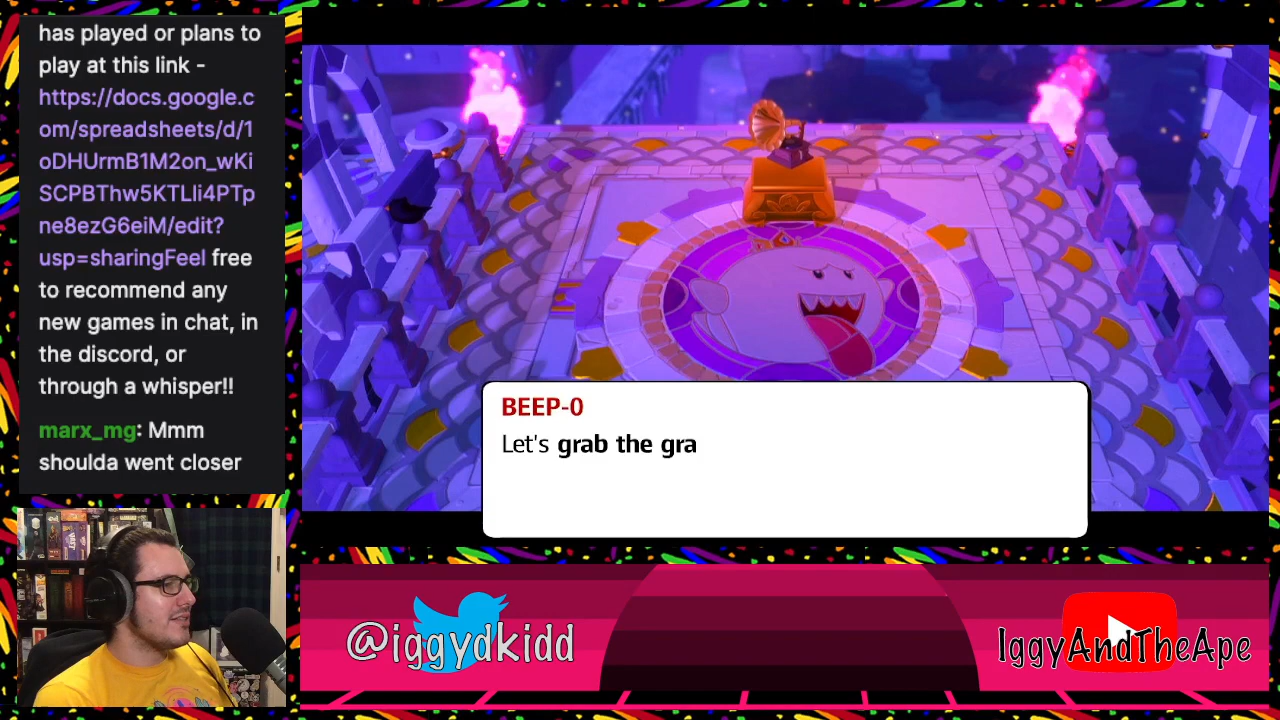 has played or plans to
play at this link -
https://docs.google.c
om/spreadsheets/d/1
oDHUrmB1M2on_wKi
SCPBThw5KTLli4PTp
ne8ezG6eiM/edit?
usp=sharingFeel free
to recommend any
new games in chat, in
the discord, or
through a whisper!!
marx_mg: Mmm
shoulda went closer
BEEP-0
Let's grab the gra
@iggydkidd
IggyAndTheApe